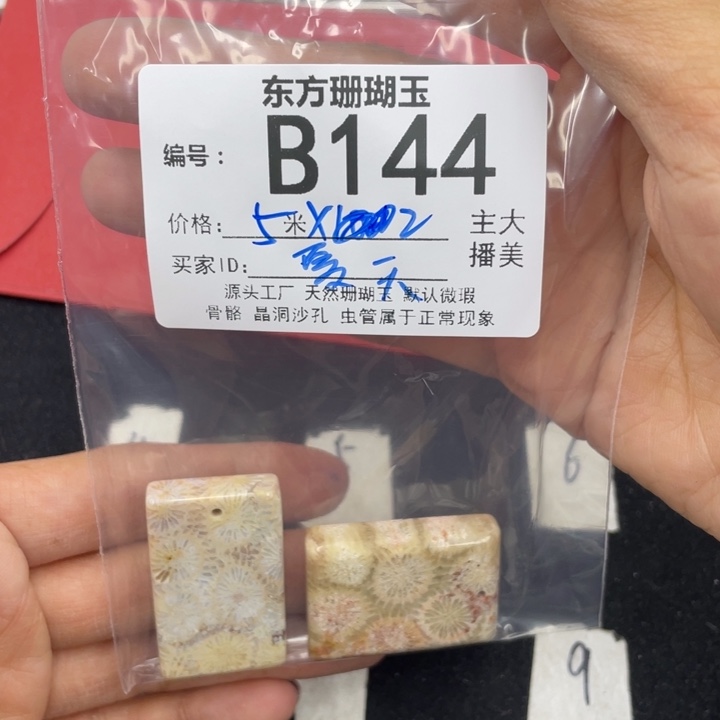 东方珊瑚玉
编号： B144
价格： 5米X2 主大
买家ID： 夏天 播美
源头工厂 天然珊瑚玉 默认微瑕
骨骼 晶洞沙孔 虫管属于正常现象
6
9